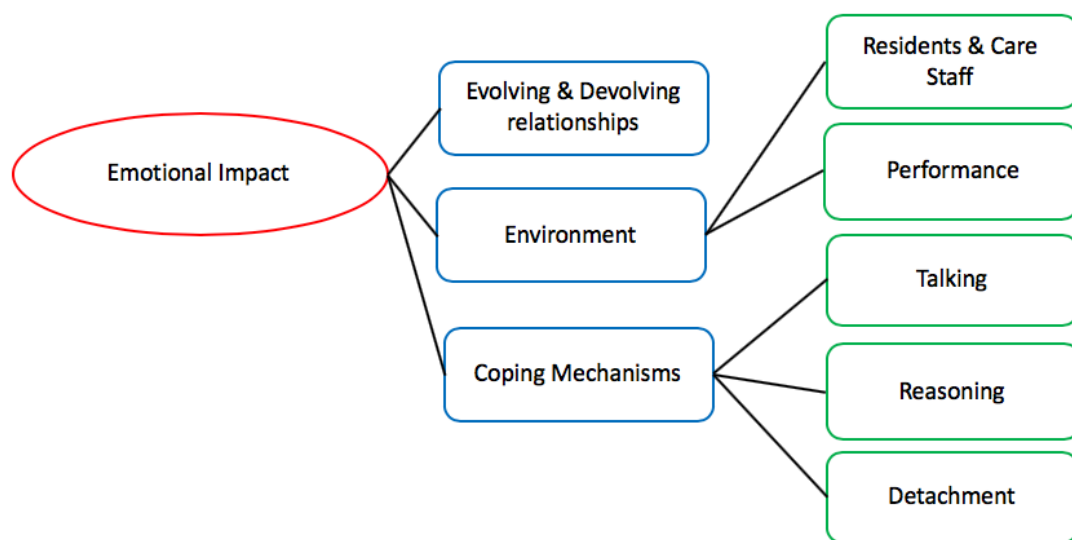 Emotional Impact
Evolving & Devolving
relationships
Environment
Coping Mechanisms
Residents & Care
Staff
Performance
Talking
Reasoning
Detachment